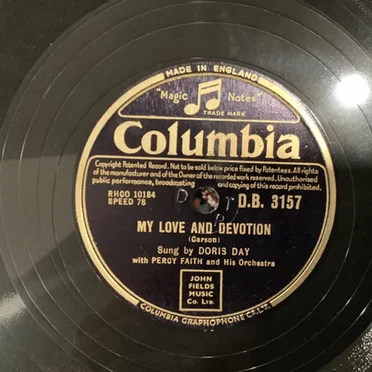 MADE IN ENGLAND
"Magic Notes"
TRADE MARK
Columbia
Copyright Patented Record. Not to be sold below price fixed by Patentees. All rights
of the manufacturer and of the Owner of the recorded work reserved. Unauthorised
public performance, broadcasting and copying of this record prohibited.
RHCO 10184
SPEED 78
D.B. 3157
MY LOVE AND DEVOTION
(Carson)
Sung by DORIS DAY
with PERCY FAITH and His Orchestra
JOHN
FIELDS
MUSIC
Co. Ltd.
COLUMBIA GRAPHOPHONE Co. LTD.